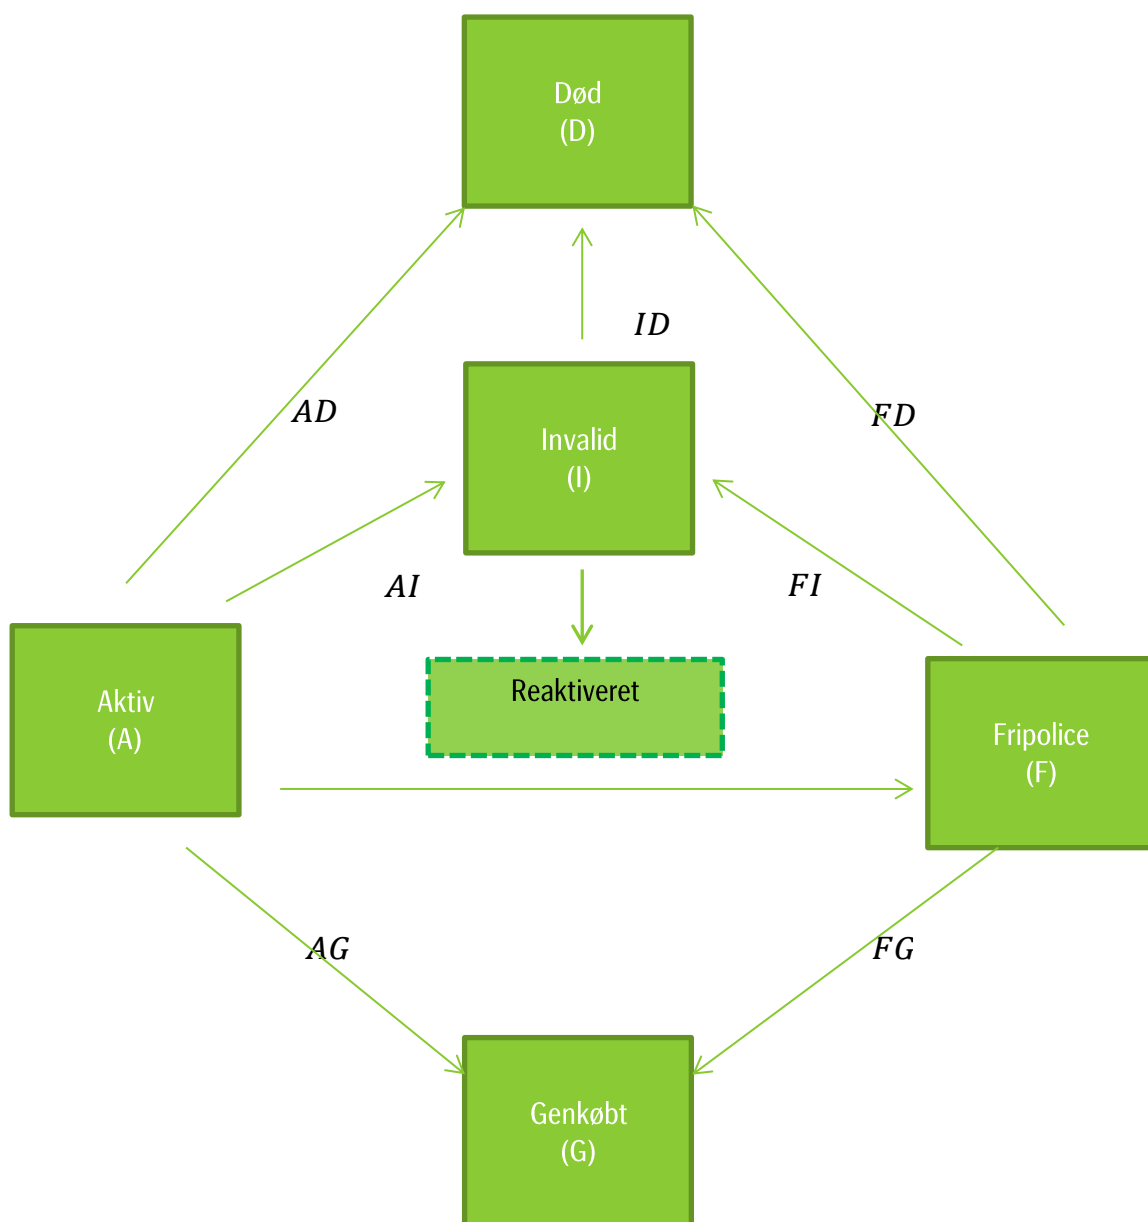 Død
(D)
ID
AD
FD
Invalid
(I)
AI
FI
Reaktiveret
Aktiv
(A)
Fripolice
(F)
AG
FG
Genkøbt
(G)